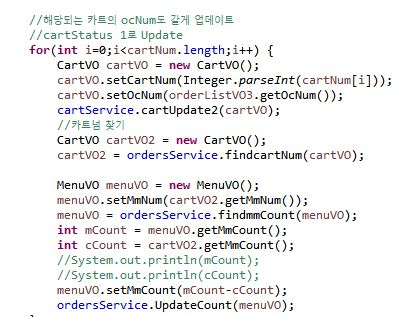 //해당되는 카트의 ocNum도 같게 업데이트
//cartStatus 1로 Update
for(int i=0;i<cartNum.length;i++) {
CartVO cartVO = new CartVO();
cartVO.setCartNum(Integer.parseInt(cartNum[i]));
cartVO.setOcNum(orderListVO3.getOcNum());
cartService.cartUpdate2(cartVO);
//카트넘 찾기
CartVO cartVO2 = new CartVO();
cartVO2 = ordersService.findcartNum(cartVO);
MenuVO menuVO = new MenuVO();
menuVO.setMmNum(cartVO2.getMmNum());
menuVO = ordersService.findmmCount(menuVO);
int mCount = menuVO.getMmCount();
int cCount = cartVO2.getMmCount();
//System.out.println(mCount);
//System.out.println(cCount);
menuVO.setMmCount(mCount-cCount);
ordersService.UpdateCount(menuVO);